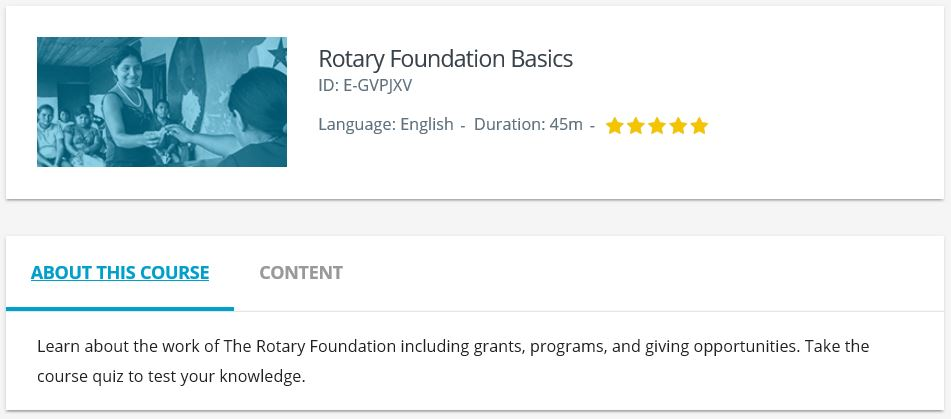 Rotary Foundation Basics
ID: E-GVPJXV
Language: English - Duration: 45m -
ABOUT THIS COURSE CONTENT
Learn about the work of The Rotary Foundation including grants, programs, and giving opportunities. Take the
course quiz to test your knowledge.